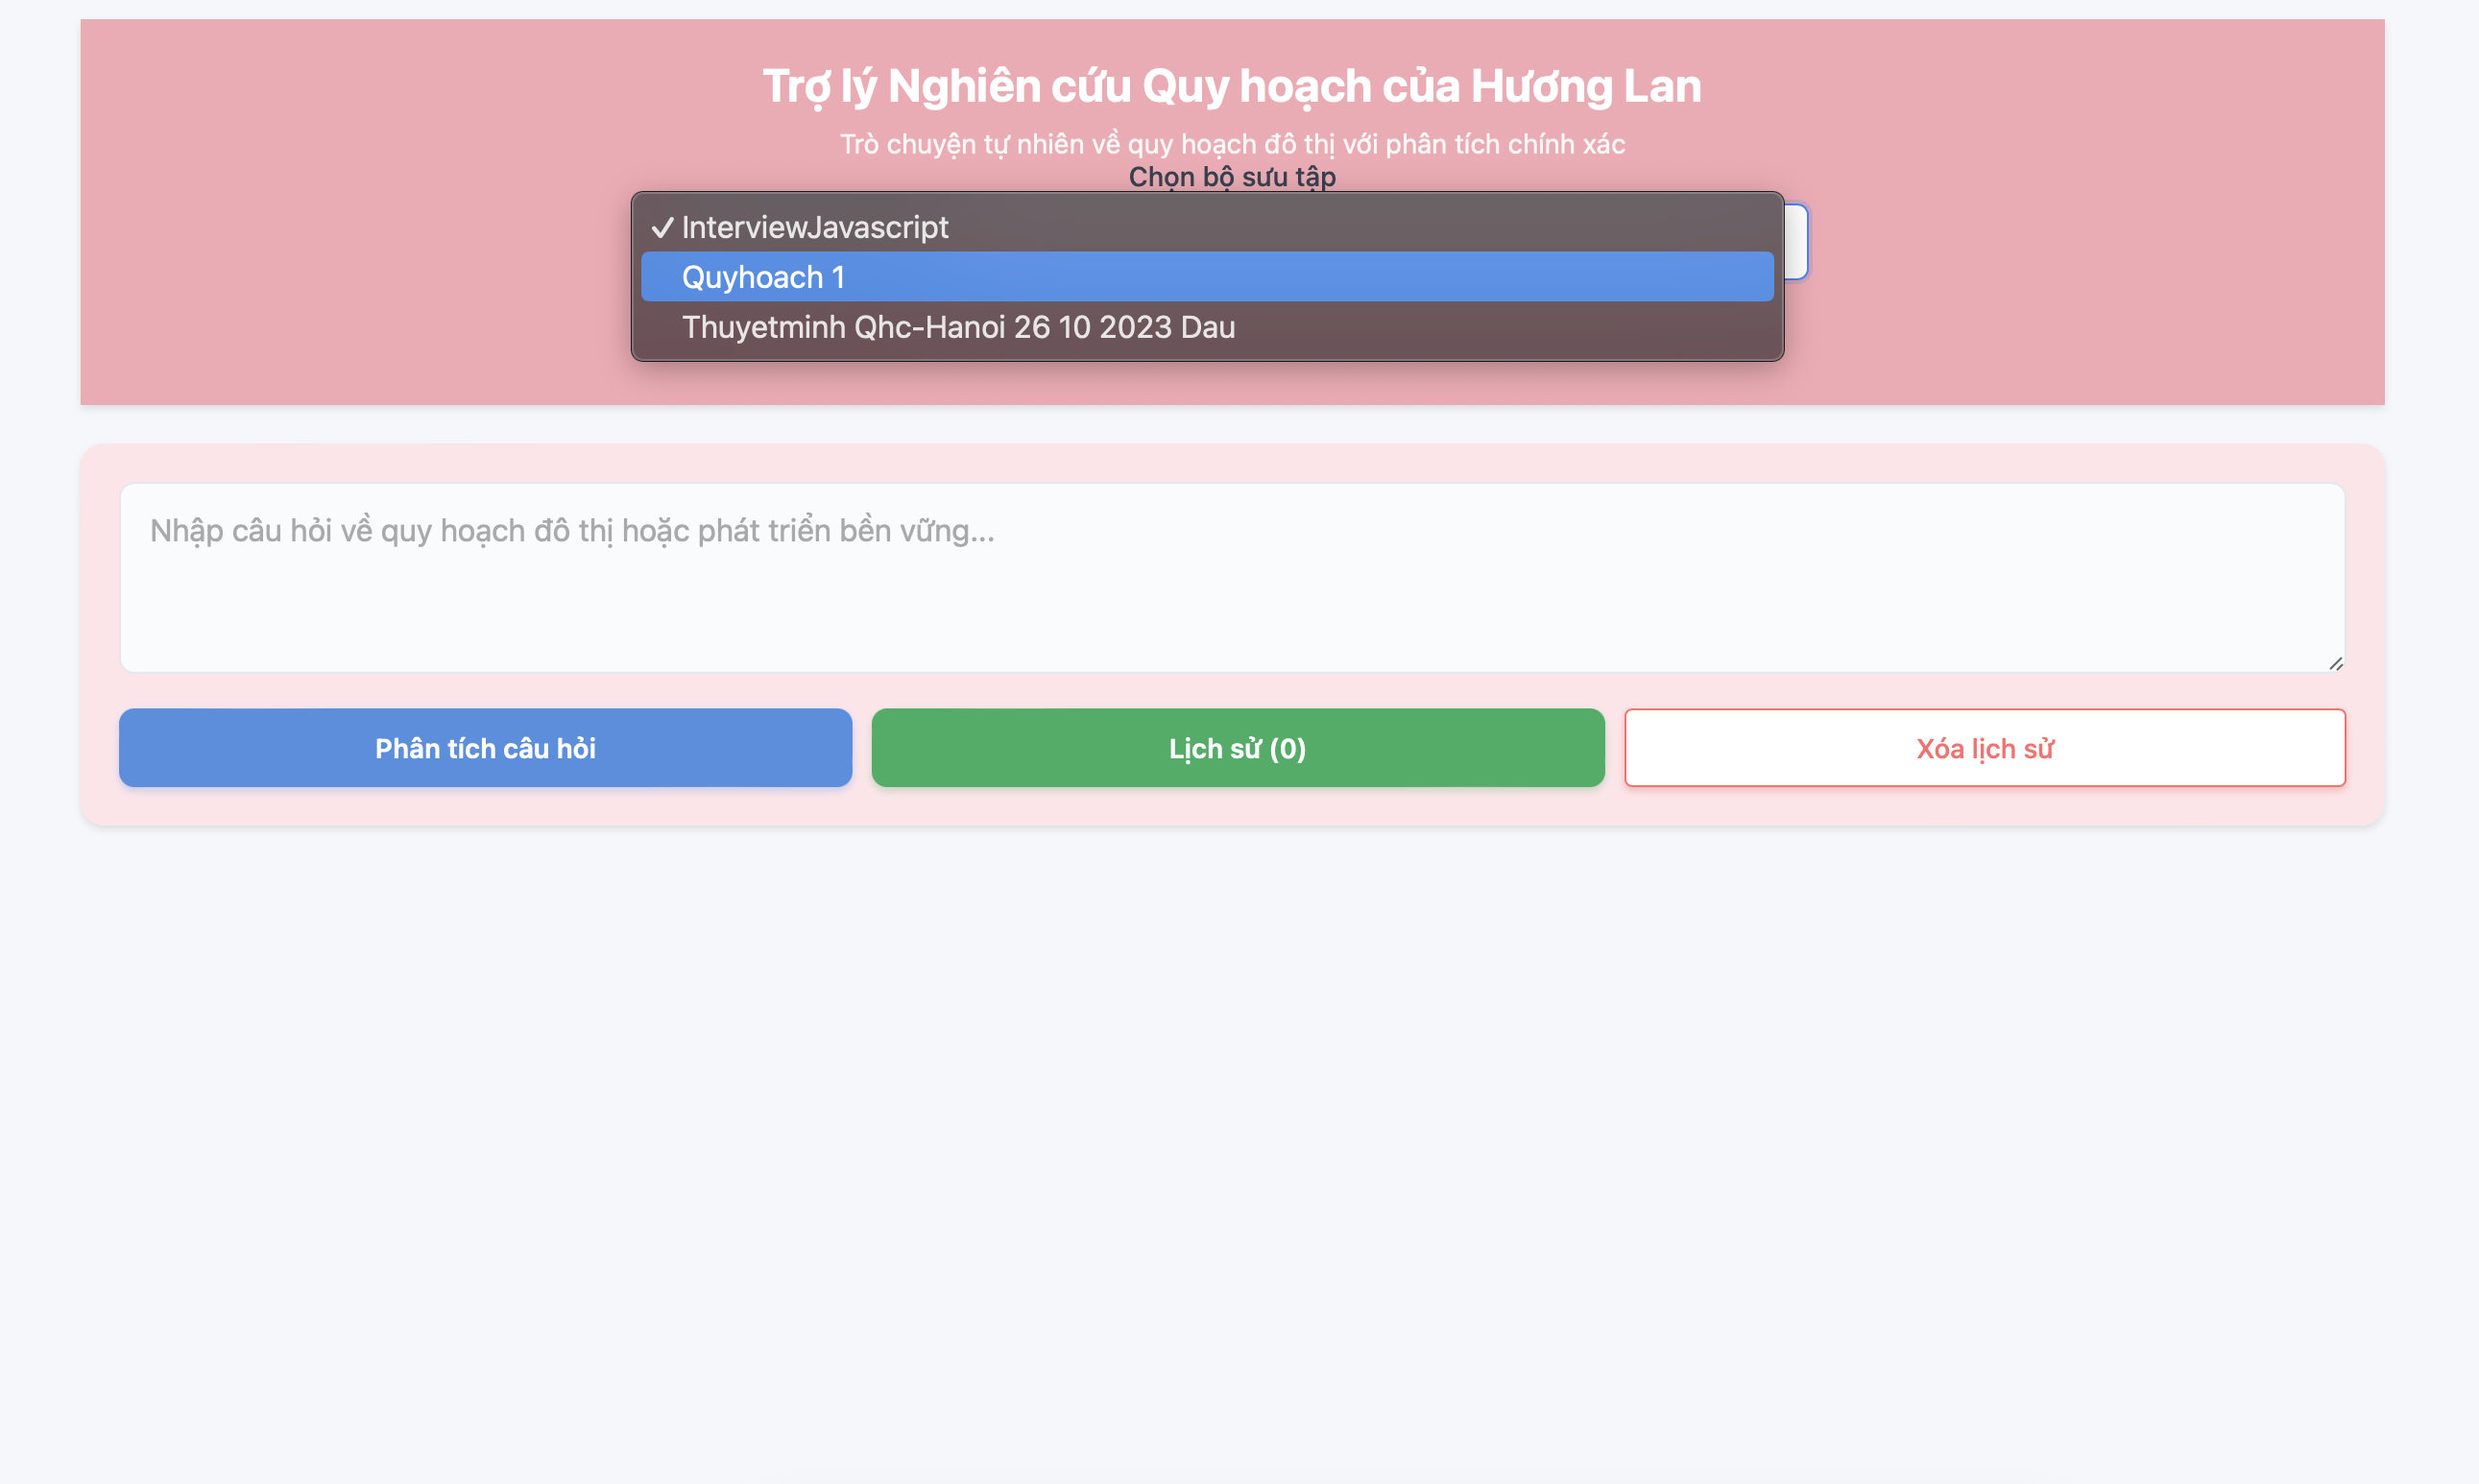 Trợ lý Nghiên cứu Quy hoạch của Hương Lan
Trò chuyện tự nhiên về quy hoạch đô thị với phân tích chính xác
Chọn bộ sưu tập
✓ InterviewJavascript
Quyhoach 1
Thuyetminh Qhc-Hanoi 26 10 2023 Dau
Nhập câu hỏi về quy hoạch đô thị hoặc phát triển bền vững...
Phân tích câu hỏi
Lịch sử (0)
Xóa lịch sử